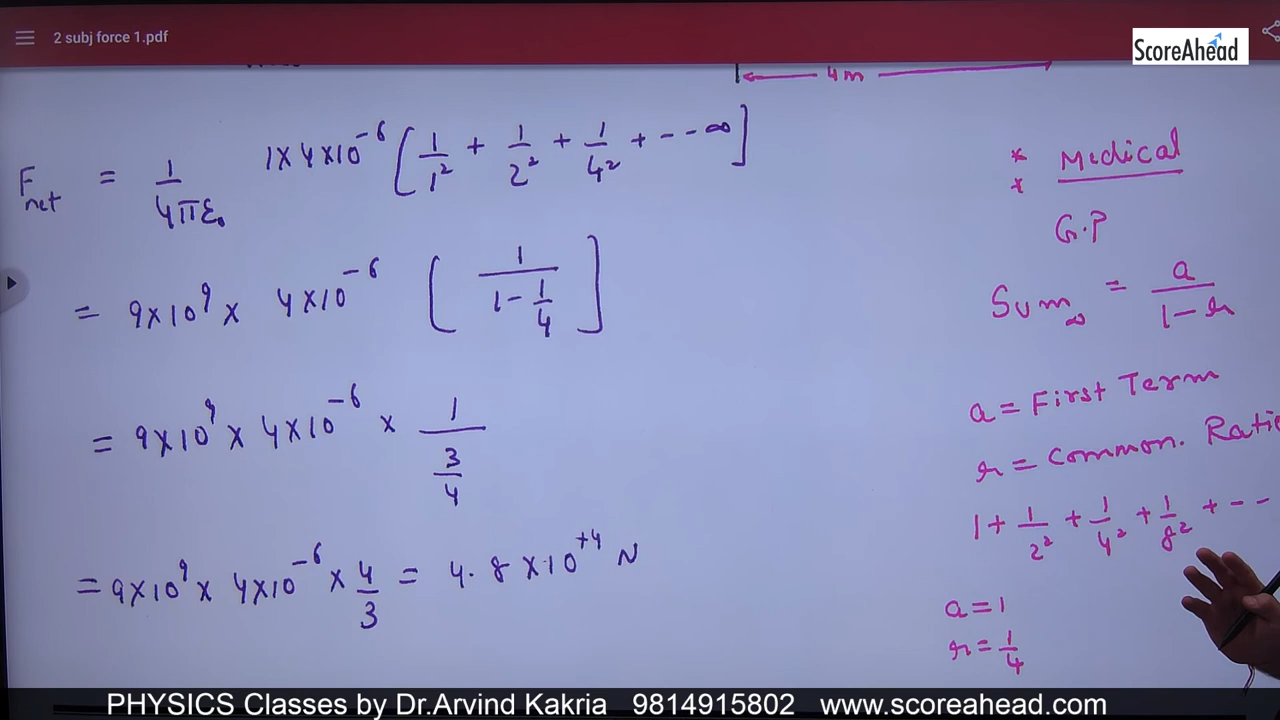 2 subj force 1.pdf
ScoreAhead
4m
F net = 1/4πε₀ 1×4×10⁻⁶ [1/1² + 1/2² + 1/4² + -- ∞]
= 9×10⁹ × 4×10⁻⁶ [1/(1-1/4)]
= 9×10⁹ × 4×10⁻⁶ × 1/(3/4)
= 9×10⁹ × 4×10⁻⁶ × 4/3 = 4.8×10⁺⁴ N
* Medical
*
G.P
Sum∞ = a/(1-r)
a = First Term
r = Common. Ratio
1 + 1/2² + 1/4² + 1/8² + --
a = 1
r = 1/4
PHYSICS Classes by Dr.Arvind Kakria 9814915802 www.scoreahead.com